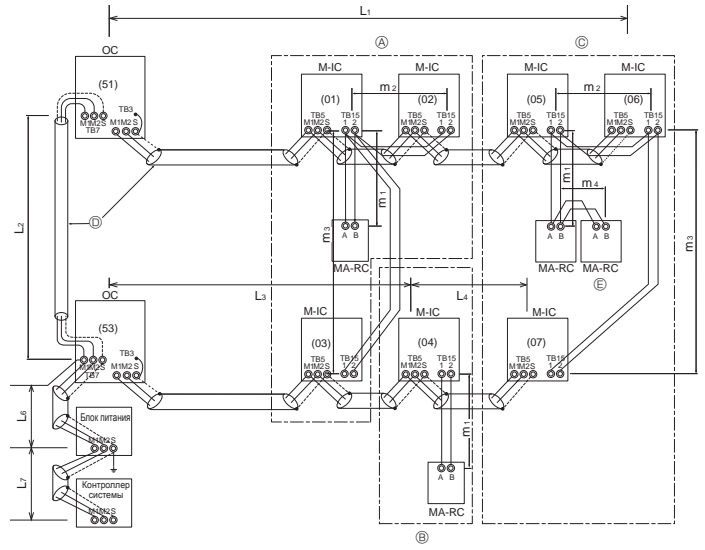 L1
Ⓐ
Ⓒ
OC
M-IC
M-IC
M-IC
M-IC
(51)
(01)
m2
(02)
(05)
m2
(06)
TB3
TB5
TB15
TB5
TB15
TB5
TB15
TB5
TB15
M1M2S
M1M2S
M1M2S
1 2
M1M2S
1 2
M1M2S
1 2
M1M2S
1 2
TB7
L2
Ⓓ
m1
m3
m1
m4
m3
A B
A B
A B
MA-RC
MA-RC
MA-RC
Ⓔ
OC
L3
L4
M-IC
M-IC
M-IC
(53)
(03)
(04)
(07)
TB3
TB5
TB15
TB5
TB15
TB5
TB15
M1M2S
M1M2S
M1M2S
1 2
M1M2S
1 2
M1M2S
1 2
TB7
L6
Блок питания
M1M2S
m1
L7
Контроллер
системы
M1M2S
A B
MA-RC
Ⓑ